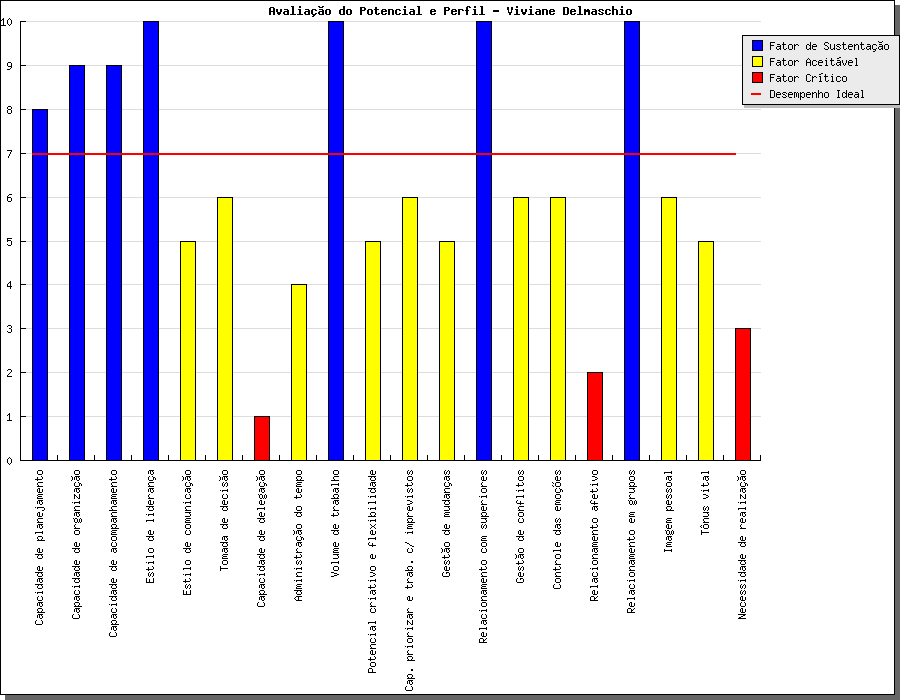 Avaliação do Potencial e Perfil - Viviane Delmaschio
Fator de Sustentação
Fator Aceitável
Fator Crítico
Desempenho Ideal
10
9
8
7
6
5
4
3
2
1
0
Capacidade de planejamento
Capacidade de organização
Capacidade de acompanhamento
Estilo de liderança
Estilo de comunicação
Tomada de decisão
Capacidade de delegação
Administração do tempo
Volume de trabalho
Potencial criativo e flexibilidade
Cap. priorizar e trab. c/ imprevistos
Gestão de mudanças
Relacionamento com superiores
Gestão de conflitos
Controle das emoções
Relacionamento afetivo
Relacionamento em grupos
Imagem pessoal
Tônus vital
Necessidade de realização